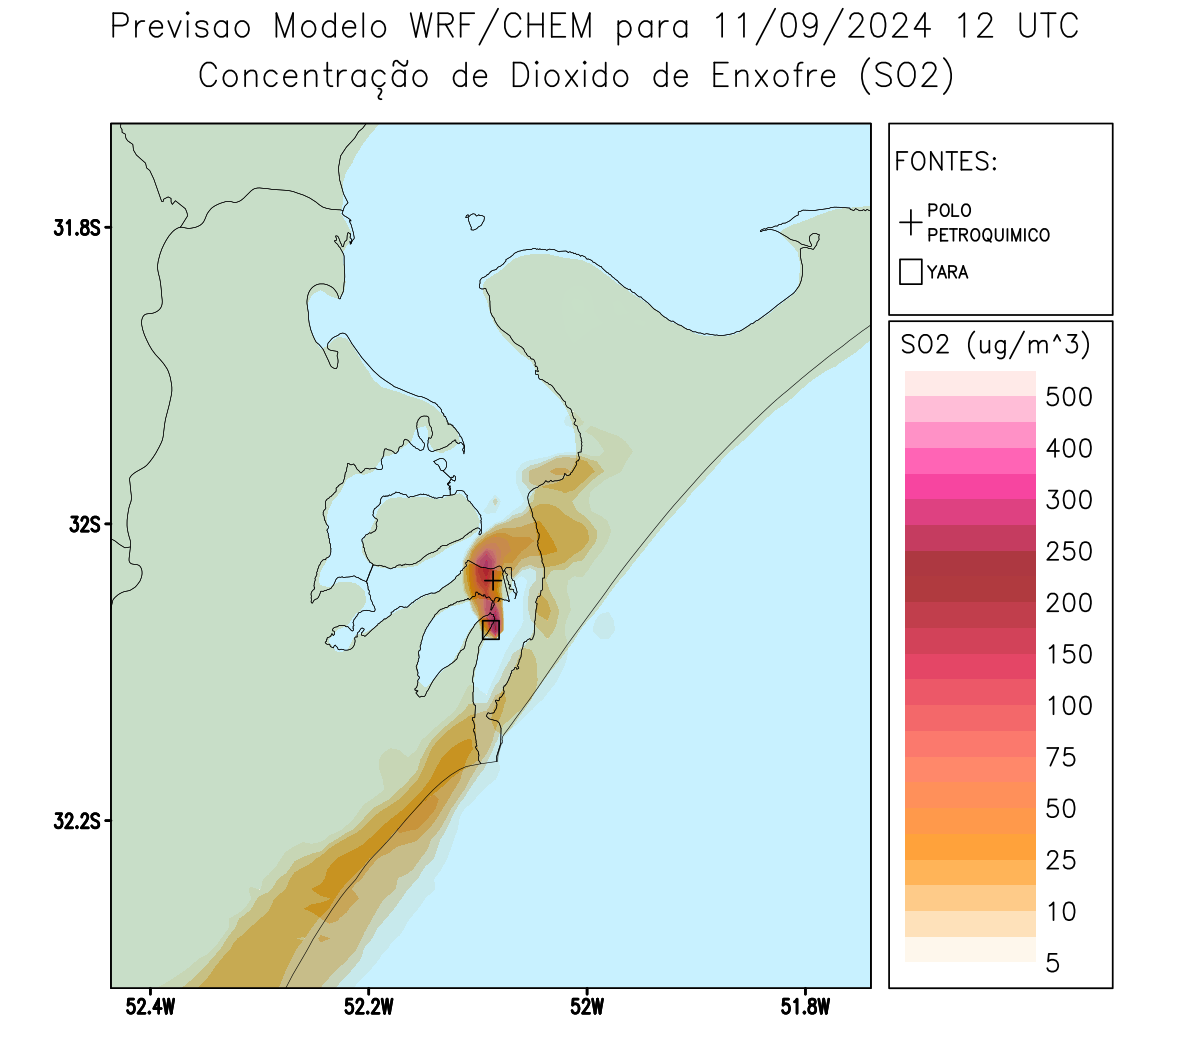 Previsao Modelo WRF/CHEM para 11/09/2024 12 UTC
Concentração de Dioxido de Enxofre (SO2)
FONTES:
POLO
PETROQUIMICO
YARA
31.8S
32S
32.2S
52.4W
52.2W
52W
51.8W
SO2 (ug/m^3)
500
400
300
250
200
150
100
75
50
25
10
5